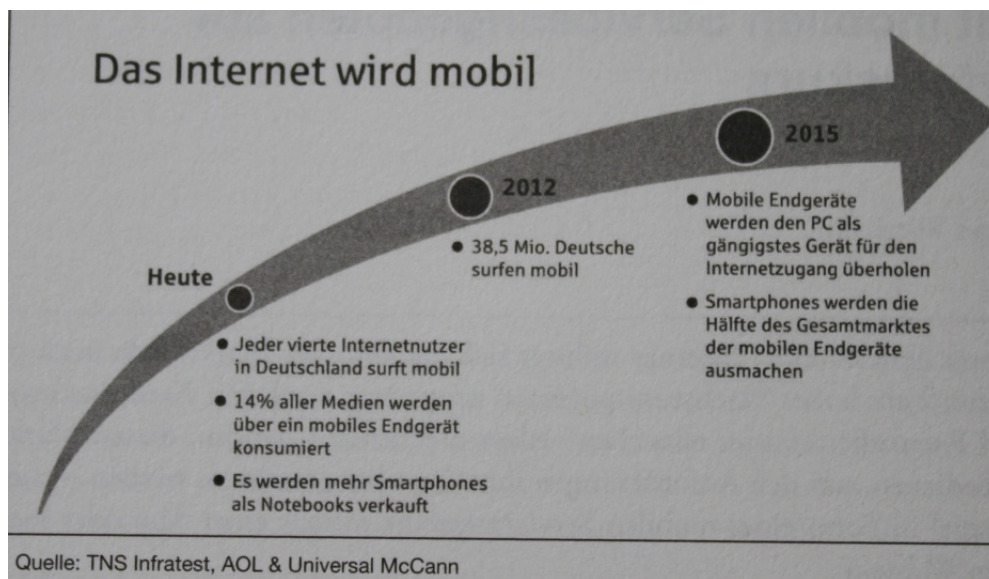 Das Internet wird mobil
Heute
● Jeder vierte Internetnutzer
in Deutschland surft mobil
● 14% aller Medien werden
über ein mobiles Endgerät
konsumiert
● Es werden mehr Smartphones
als Notebooks verkauft
2012
● 38,5 Mio. Deutsche
surfen mobil
2015
● Mobile Endgeräte
werden den PC als
gängigstes Gerät für den
Internetzugang überholen
● Smartphones werden die
Hälfte des Gesamtmarktes
der mobilen Endgeräte
ausmachen
Quelle: TNS Infratest, AOL & Universal McCann